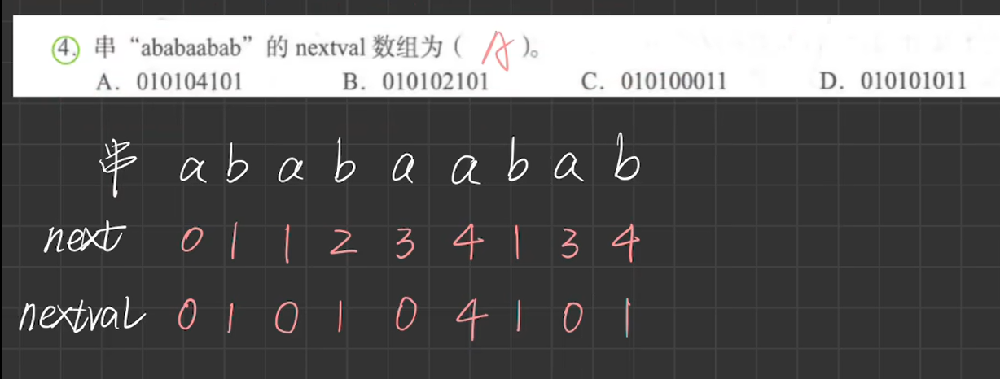 4. 串“ababaabab”的 nextval 数组为（ A ）。
A. 010104101 B. 010102101 C. 010100011 D. 010101011
串 a b a b a a b a b
next 0 1 1 2 3 4 1 3 4
nextval 0 1 0 1 0 4 1 0 1